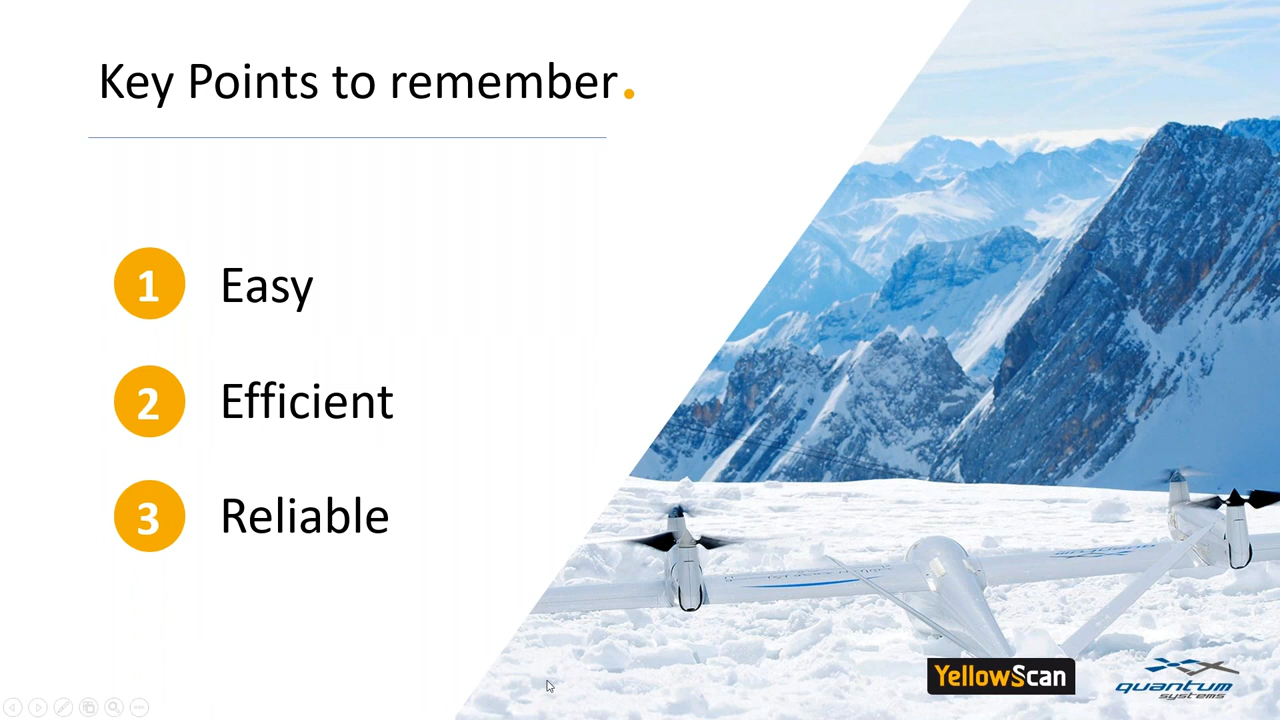 Key Points to remember.
1 Easy
2 Efficient
3 Reliable
YellowScan
quantum
systems